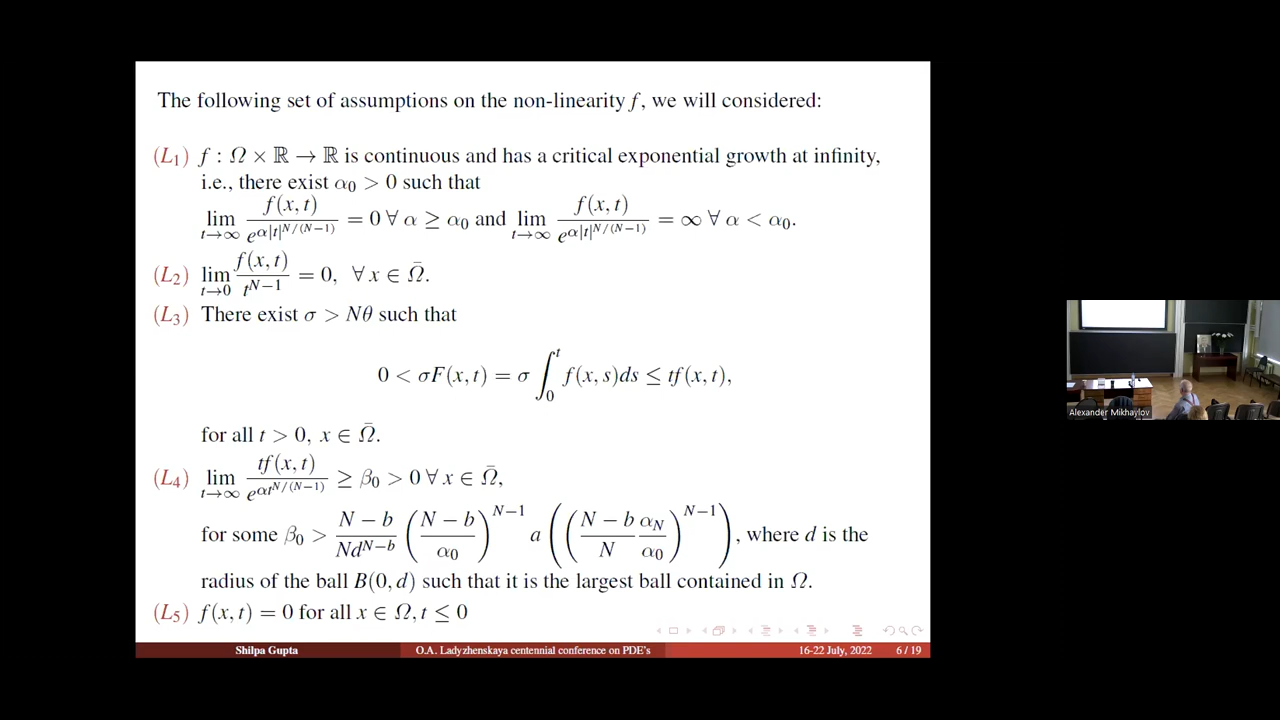 The following set of assumptions on the non-linearity f, we will considered:
(L₁) f : Ω × ℝ → ℝ is continuous and has a critical exponential growth at infinity,
i.e., there exist α₀ > 0 such that
lim_{t→∞} f(x, t) / e^{α|t|^{N/(N−1)}} = 0 ∀ α ≥ α₀ and lim_{t→∞} f(x, t) / e^{α|t|^{N/(N−1)}} = ∞ ∀ α < α₀.
(L₂) lim_{t→0} f(x, t) / t^{N−1} = 0, ∀ x ∈ Ω̄.
(L₃) There exist σ > Nθ such that
0 < σF(x, t) = σ ∫₀ᵗ f(x, s)ds ≤ tf(x, t),
for all t > 0, x ∈ Ω̄.
(L₄) lim_{t→∞} tf(x, t) / e^{αt^{N/(N−1)}} ≥ β₀ > 0 ∀ x ∈ Ω̄,
for some β₀ > (N − b) / (Nd^{N−b}) ((N − b) / α₀)^{N−1} a (((N − b) / N · α_N / α₀)^{N−1}), where d is the
radius of the ball B(0, d) such that it is the largest ball contained in Ω.
(L₅) f(x, t) = 0 for all x ∈ Ω, t ≤ 0
Shilpa Gupta O.A. Ladyzhenskaya centennial conference on PDE's 16-22 July, 2022 6 / 19
Alexander Mikhaylov